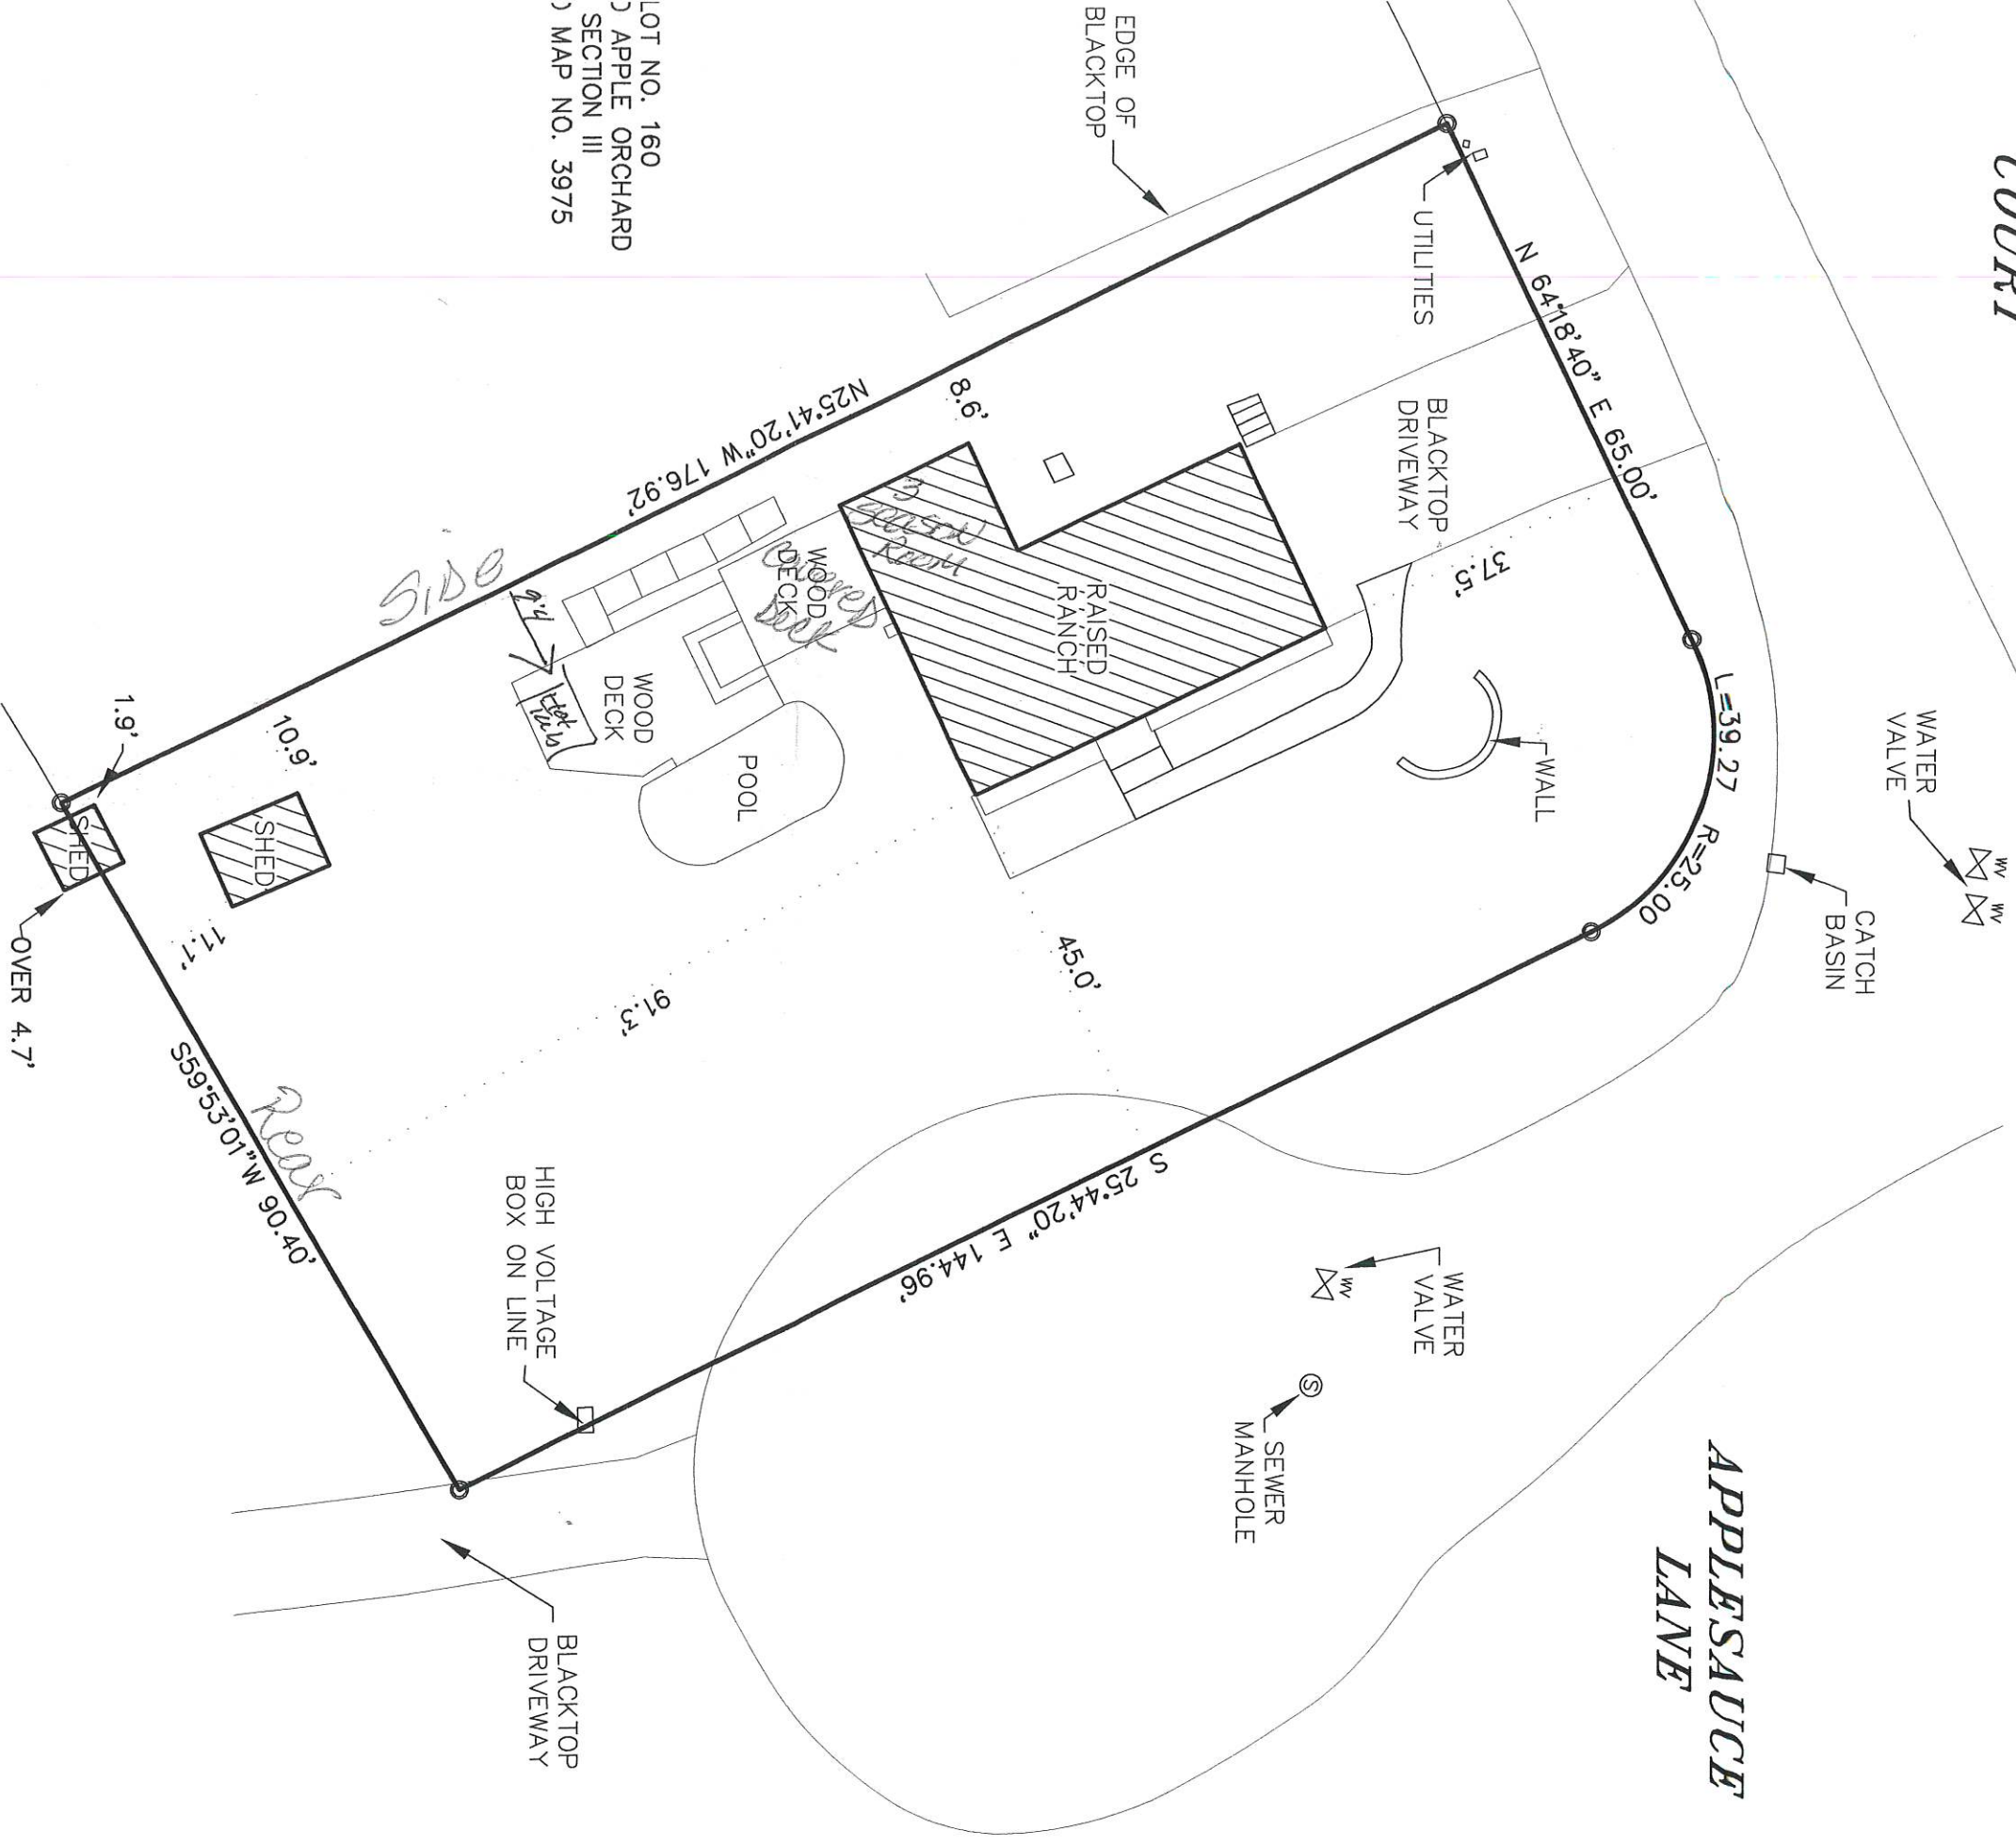 COURT
LOT NO. 160
APPLE ORCHARD
SECTION III
MAP NO. 3975
EDGE OF
BLACKTOP
UTILITIES
N 64°18'40" E 65.00'
L=39.27
R=25.00
WATER
VALVE
W
W
CATCH
BASIN
BLACKTOP
DRIVEWAY
37.5'
WALL
8.6'
N25°41'20"W 176.92'
RAISED
RANCH
3
SEASON
ROOM
WOOD
DECK
Covered
Deck
SIDE
9.4
Hot
Tub
WOOD
DECK
POOL
45.0'
91.3'
1.9'
10.9'
SHED
SHED
11.1'
OVER 4.7'
S59°53'01"W 90.40'
Rear
S 25°44'20" E 144.96'
HIGH VOLTAGE
BOX ON LINE
WATER
VALVE
W
S
SEWER
MANHOLE
BLACKTOP
DRIVEWAY
APPLESAUCE
LANE